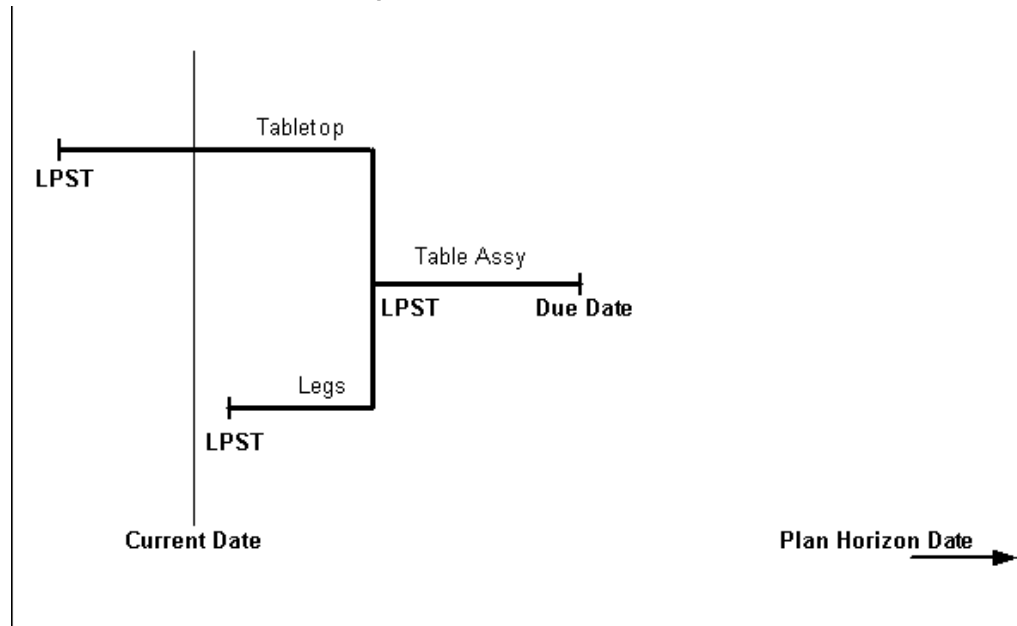 Tabletop
LPST
Table Assy
LPST
Due Date
Legs
LPST
Current Date
Plan Horizon Date